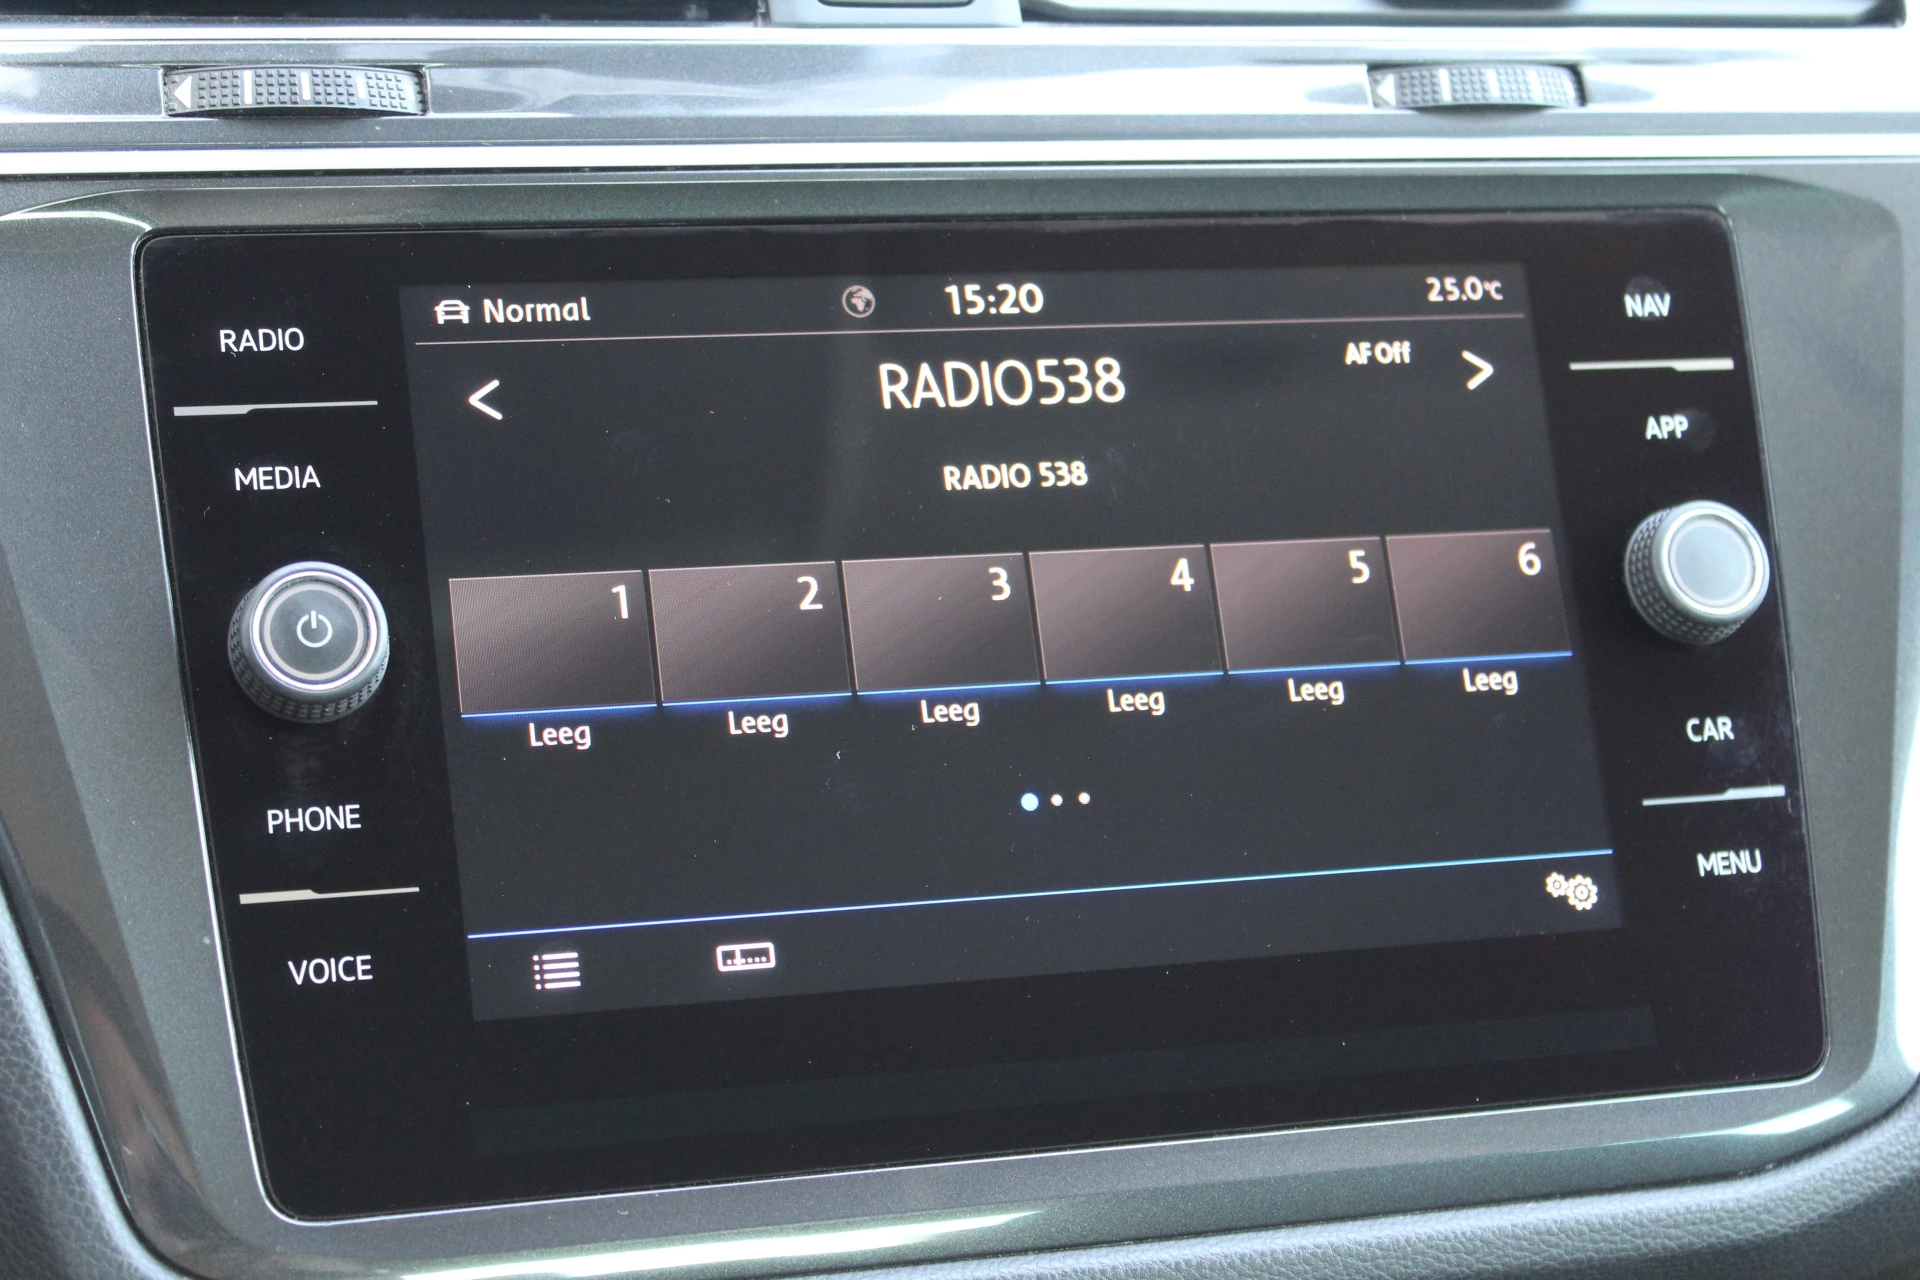 Normal 15:20 25.0°C
RADIO
NAV
AF Off
< RADIO538 >
APP
MEDIA
RADIO 538
1 2 3 4 5 6
Leeg Leeg Leeg Leeg Leeg Leeg
CAR
PHONE
MENU
VOICE